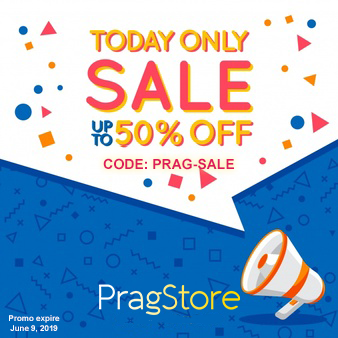 TODAY ONLY
SALE
UP TO 50% OFF
CODE: PRAG-SALE
PragStore
Promo expire
June 9, 2019